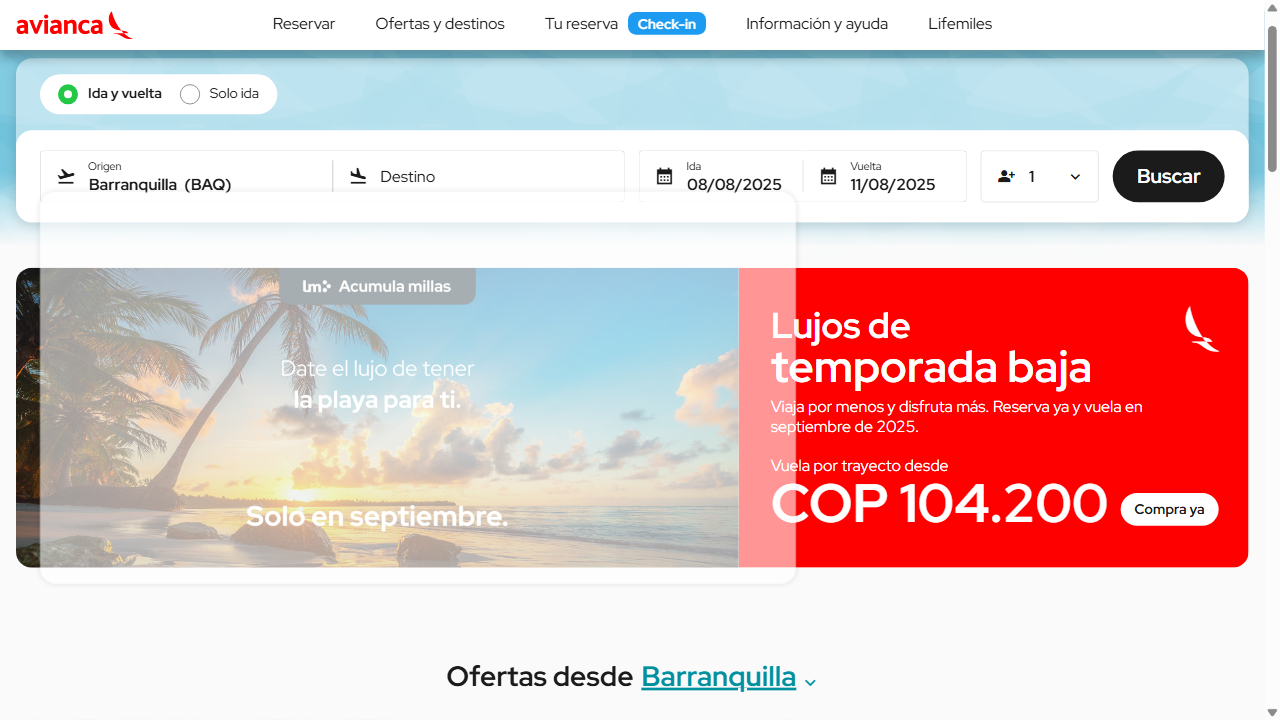 avianca
Reservar
Ofertas y destinos
Tu reserva
Check-in
Información y ayuda
Lifemiles
Ida y vuelta
Solo ida
Origen
Barranquilla (BAQ)
Destino
Ida
08/08/2025
Vuelta
11/08/2025
1
Buscar
lm Acumula millas
Date el lujo de tener
la playa para ti.
Solo en septiembre.
Lujos de
temporada baja
Viaja por menos y disfruta más. Reserva ya y vuela en
septiembre de 2025.
Vuela por trayecto desde
COP 104.200
Compra ya
Ofertas desde Barranquilla